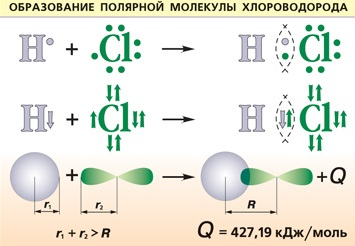 ОБРАЗОВАНИЕ ПОЛЯРНОЙ МОЛЕКУЛЫ ХЛОРОВОДОРОДА
H + Cl → H Cl
H↓ + ↑Cl↑↓ → H ↓↑ Cl↑↓
+ → + Q
r₁ r₂ R
r₁ + r₂ > R Q = 427,19 кДж/моль